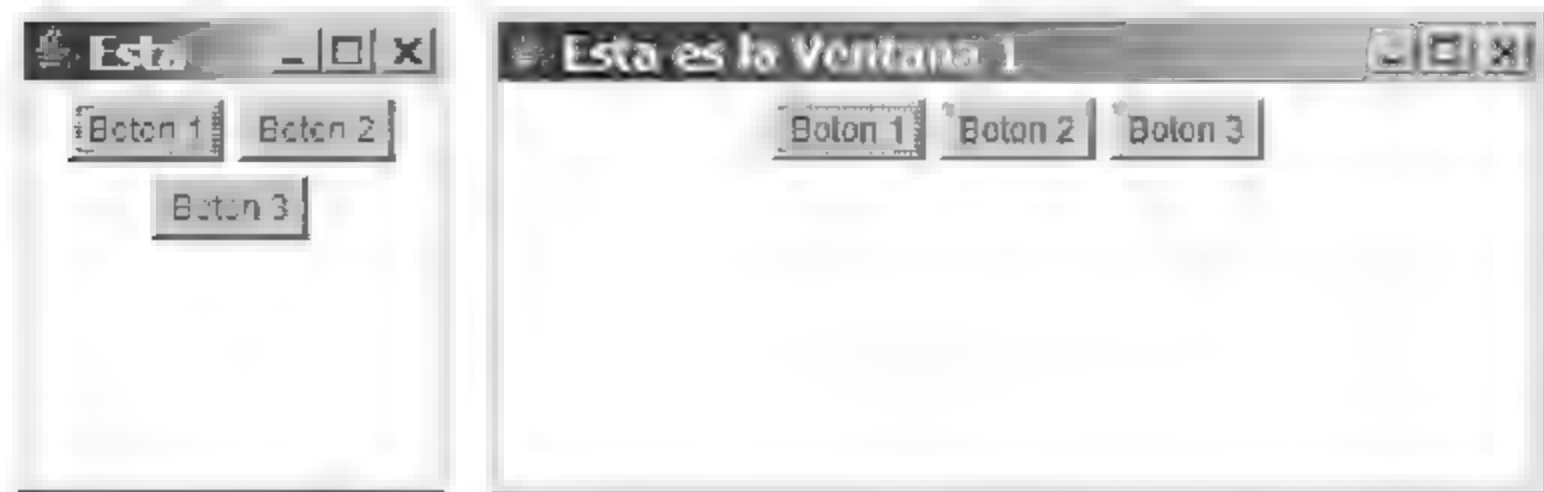 Esta
Boton 1 Boton 2
Boton 3
Esta es la Ventana 1
Boton 1 Boton 2 Boton 3